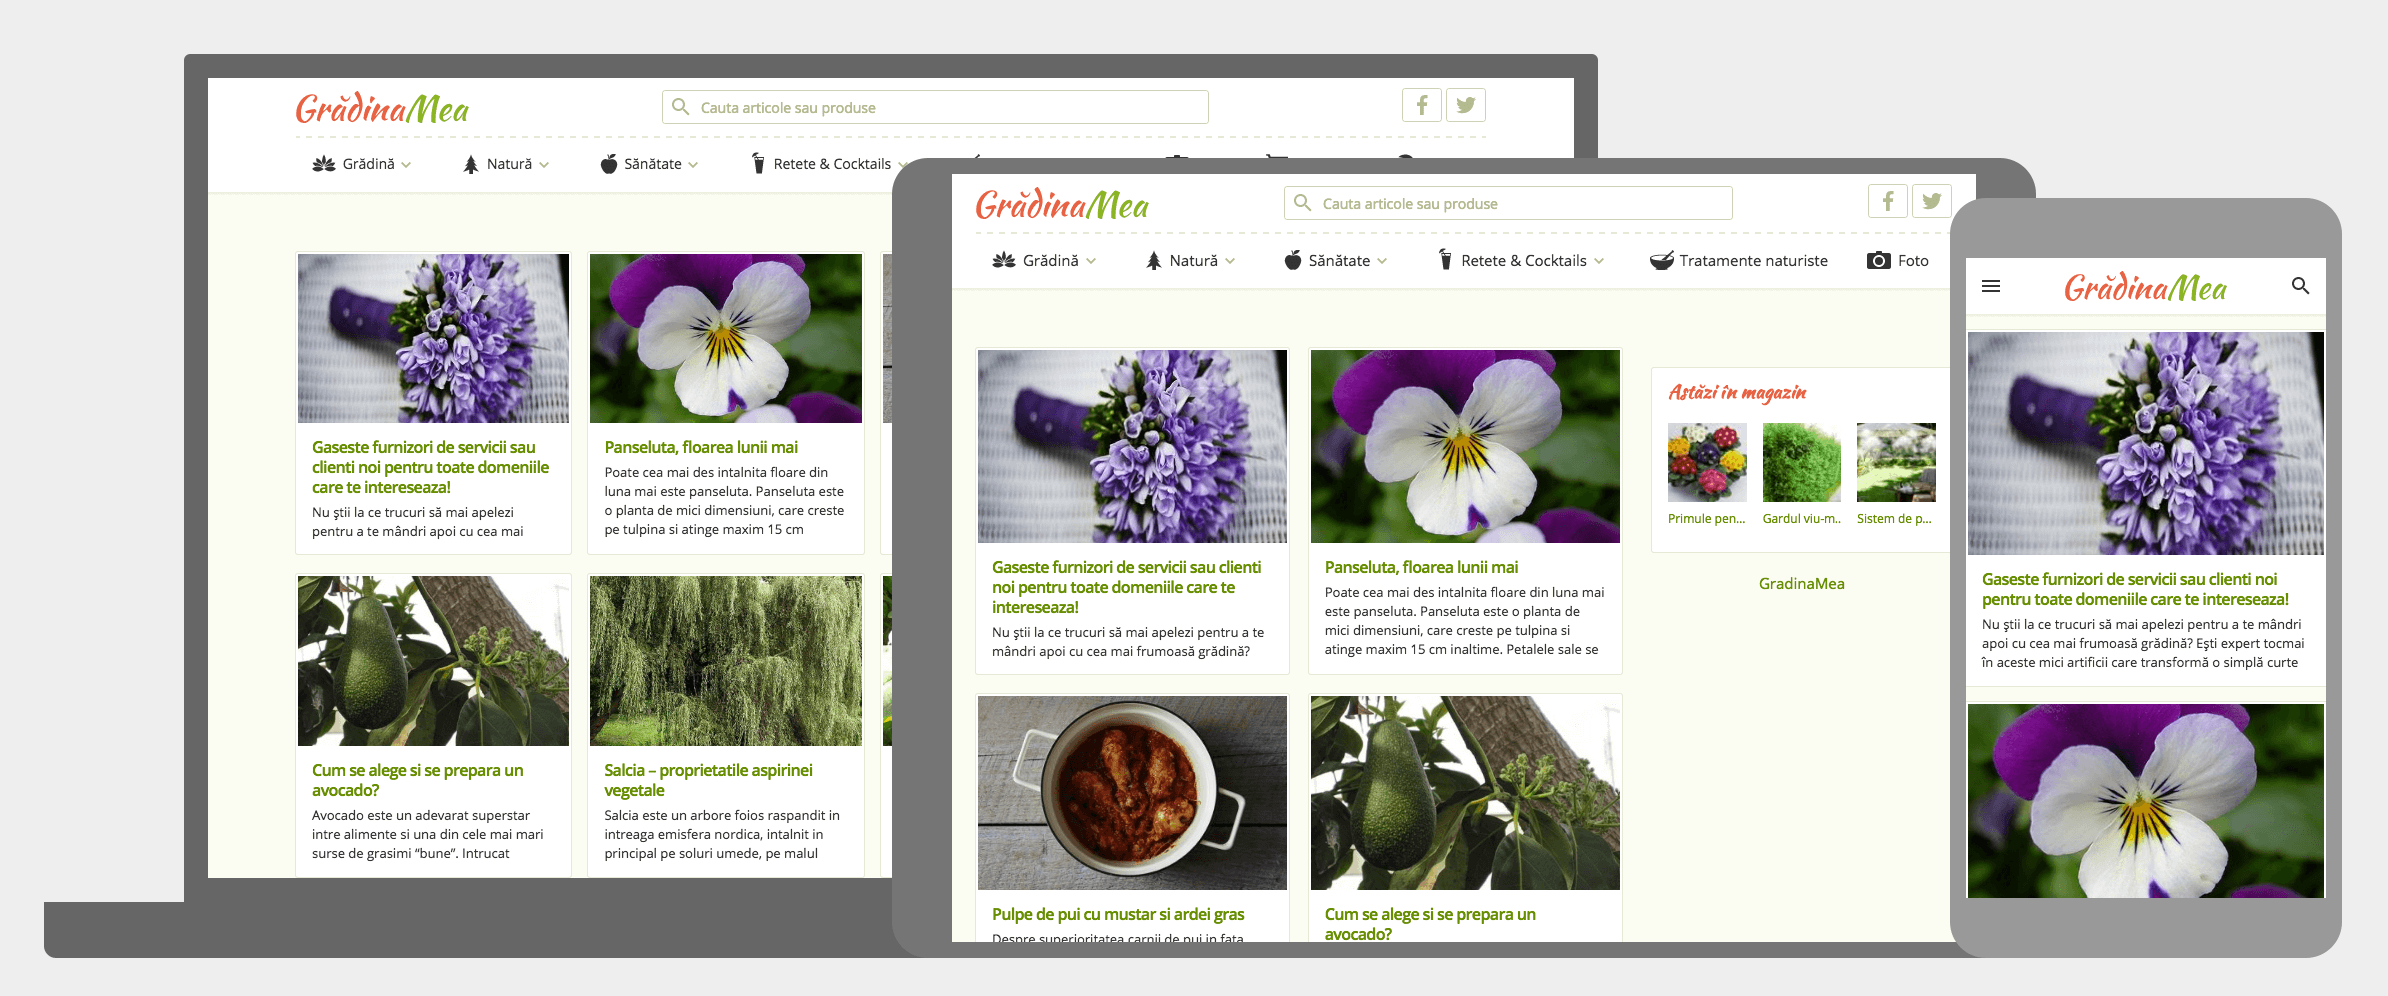 GrădinaMea
Cauta articole sau produse
Grădină
Natură
Sănătate
Retete & Cocktails
Gaseste furnizori de servicii sau
clienti noi pentru toate domeniile
care te intereseaza!
Nu ştii la ce trucuri să mai apelezi
pentru a te mândri apoi cu cea mai
Panseluta, floarea lunii mai
Poate cea mai des intalnita floare din
luna mai este panseluta. Panseluta este
o planta de mici dimensiuni, care creste
pe tulpina si atinge maxim 15 cm
Cum se alege si se prepara un
avocado?
Avocado este un adevarat superstar
intre alimente si una din cele mai mari
surse de grasimi “bune”. Intrucat
Salcia – proprietatile aspirinei
vegetale
Salcia este un arbore foios raspandit in
intreaga emisfera nordica, intalnit in
principal pe soluri umede, pe malul
GrădinaMea
Cauta articole sau produse
Grădină
Natură
Sănătate
Retete & Cocktails
Tratamente naturiste
Foto
Gaseste furnizori de servicii sau clienti
noi pentru toate domeniile care te
intereseaza!
Nu ştii la ce trucuri să mai apelezi pentru a te
mândri apoi cu cea mai frumoasă grădină?
Panseluta, floarea lunii mai
Poate cea mai des intalnita floare din luna mai
este panseluta. Panseluta este o planta de
mici dimensiuni, care creste pe tulpina si
atinge maxim 15 cm inaltime. Petalele sale se
Astăzi în magazin
Primule pen...
Gardul viu-m..
Sistem de p...
GradinaMea
Pulpe de pui cu mustar si ardei gras
Despre superioritatea carnii de pui in fata
Cum se alege si se prepara un
avocado?
GrădinaMea
Gaseste furnizori de servicii sau clienti noi
pentru toate domeniile care te intereseaza!
Nu ştii la ce trucuri să mai apelezi pentru a te mândri
apoi cu cea mai frumoasă grădină? Eşti expert tocmai
în aceste mici artificii care transformă o simplă curte